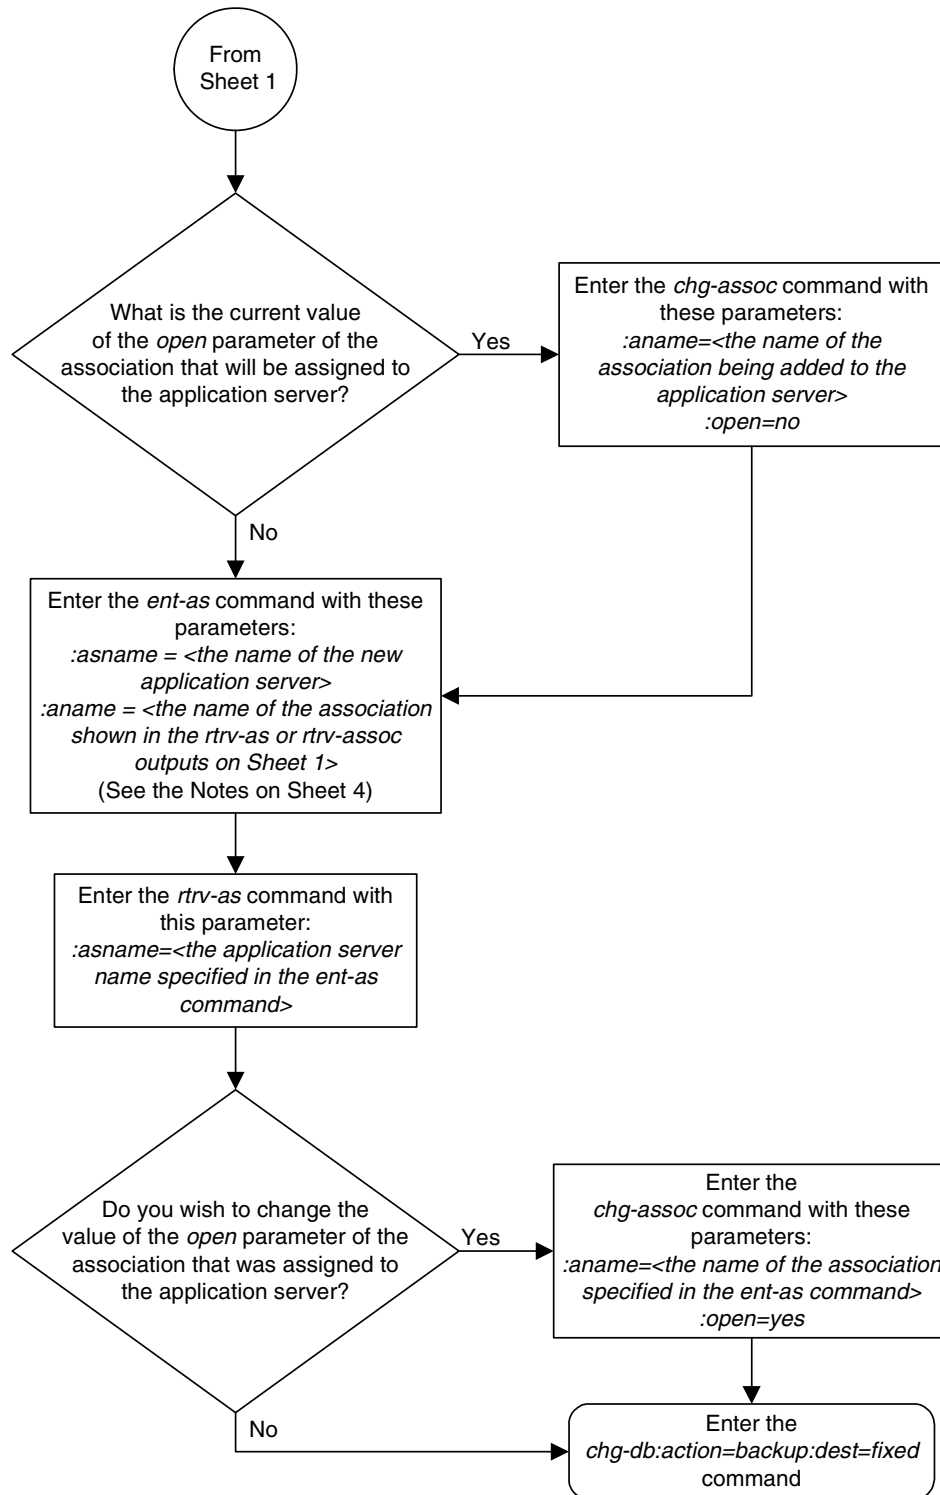 From
Sheet 1
What is the current value
of the open parameter of the
association that will be assigned to
the application server?
Yes
Enter the chg-assoc command with
these parameters:
:aname=<the name of the
association being added to the
application server>
:open=no
No
Enter the ent-as command with these
parameters:
:asname = <the name of the new
application server>
:aname = <the name of the association
shown in the rtrv-as or rtrv-assoc
outputs on Sheet 1>
(See the Notes on Sheet 4)
Enter the rtrv-as command with
this parameter:
:asname=<the application server
name specified in the ent-as
command>
Do you wish to change the
value of the open parameter of the
association that was assigned to
the application server?
Yes
Enter the
chg-assoc command with these
parameters:
:aname=<the name of the association
specified in the ent-as command>
:open=yes
No
Enter the
chg-db:action=backup:dest=fixed
command